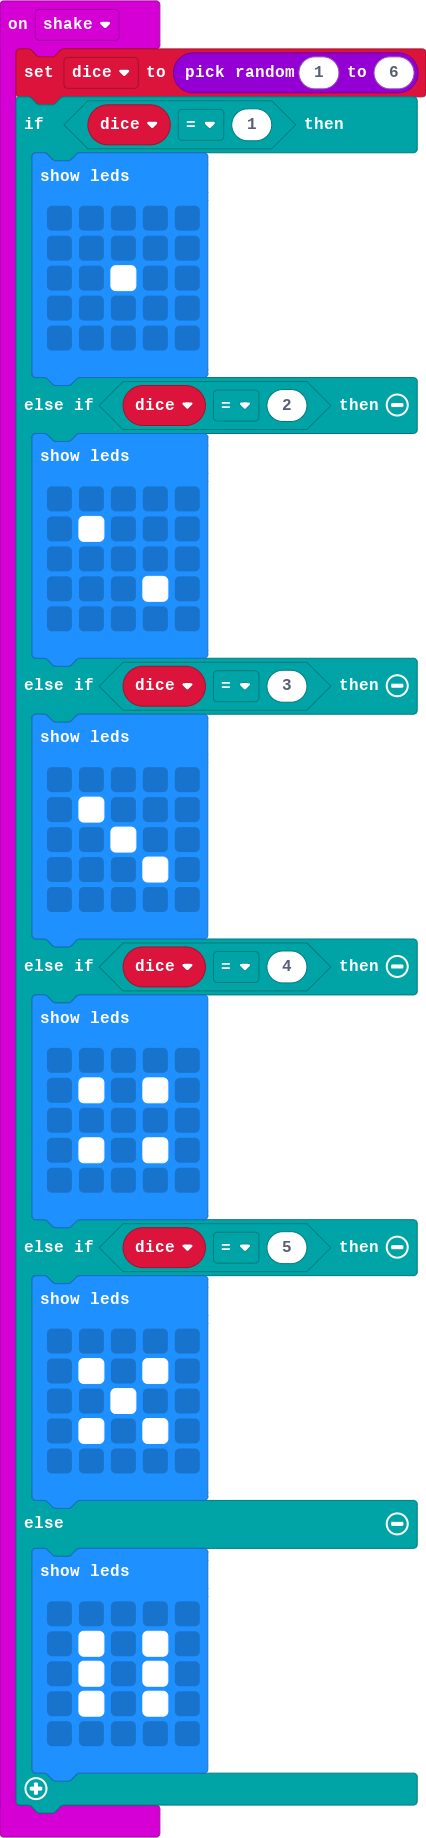 on shake
set dice to pick random 1 to 6
if dice = 1 then
show leds
else if dice = 2 then
show leds
else if dice = 3 then
show leds
else if dice = 4 then
show leds
else if dice = 5 then
show leds
else
show leds